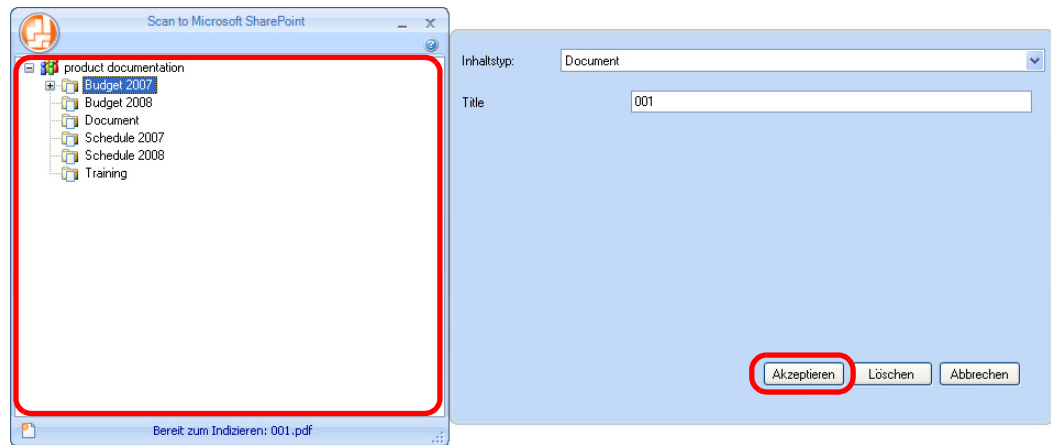 Scan to Microsoft SharePoint
product documentation
Budget 2007
Budget 2008
Document
Schedule 2007
Schedule 2008
Training
Bereit zum Indizieren: 001.pdf
Inhaltstyp: Document
Title 001
Akzeptieren Löschen Abbrechen